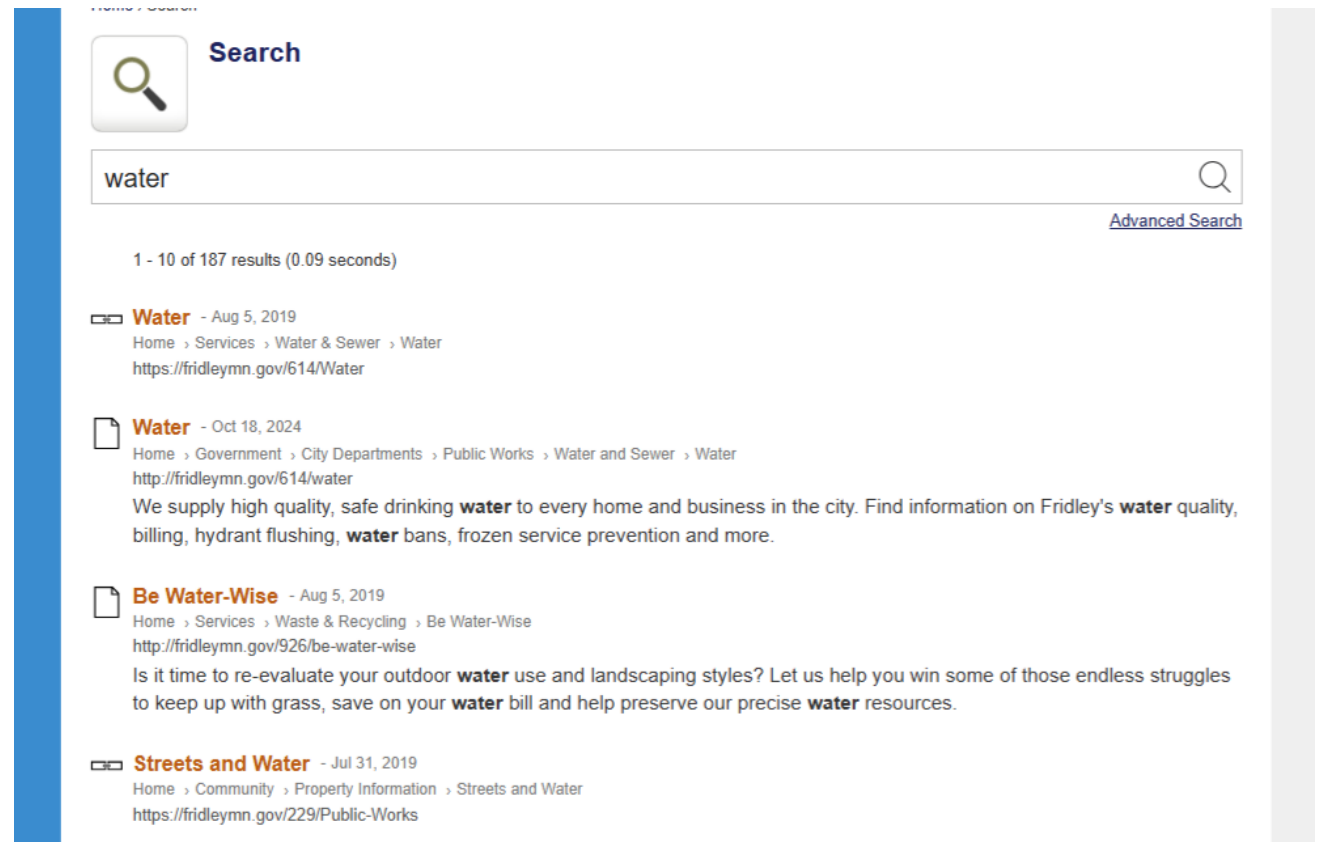 Home › Search
Search
water
Advanced Search
1 - 10 of 187 results (0.09 seconds)
Water - Aug 5, 2019
Home › Services › Water & Sewer › Water
https://fridleymn.gov/614/Water
Water - Oct 18, 2024
Home › Government › City Departments › Public Works › Water and Sewer › Water
http://fridleymn.gov/614/water
We supply high quality, safe drinking water to every home and business in the city. Find information on Fridley's water quality,
billing, hydrant flushing, water bans, frozen service prevention and more.
Be Water-Wise - Aug 5, 2019
Home › Services › Waste & Recycling › Be Water-Wise
http://fridleymn.gov/926/be-water-wise
Is it time to re-evaluate your outdoor water use and landscaping styles? Let us help you win some of those endless struggles
to keep up with grass, save on your water bill and help preserve our precise water resources.
Streets and Water - Jul 31, 2019
Home › Community › Property Information › Streets and Water
https://fridleymn.gov/229/Public-Works